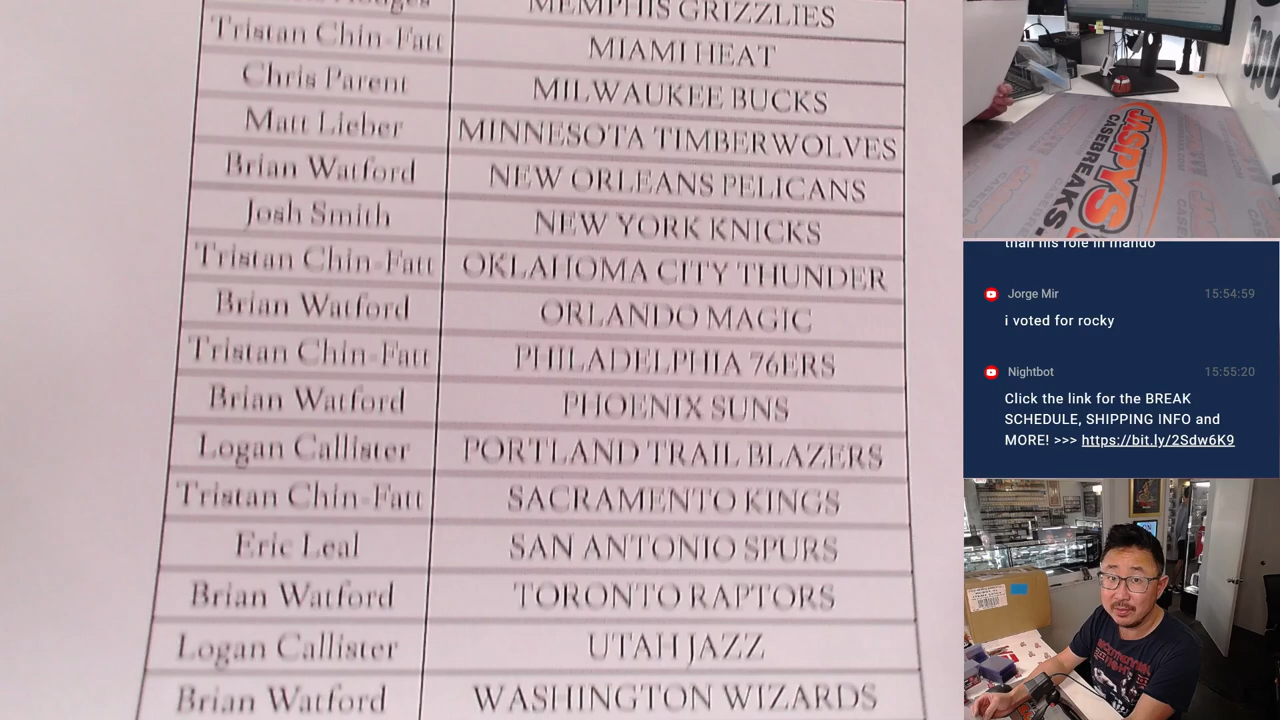 MEMPHIS GRIZZLIES
Tristan Chin-Fatt MIAMI HEAT
Chris Parent MILWAUKEE BUCKS
Matt Lieber MINNESOTA TIMBERWOLVES
Brian Watford NEW ORLEANS PELICANS
Josh Smith NEW YORK KNICKS
Tristan Chin-Fatt OKLAHOMA CITY THUNDER
Brian Watford ORLANDO MAGIC
Tristan Chin-Fatt PHILADELPHIA 76ERS
Brian Watford PHOENIX SUNS
Logan Callister PORTLAND TRAIL BLAZERS
Tristan Chin-Fatt SACRAMENTO KINGS
Eric Leal SAN ANTONIO SPURS
Brian Watford TORONTO RAPTORS
Logan Callister UTAH JAZZ
Brian Watford WASHINGTON WIZARDS
JASPYS
CASEBREAKS
than his role in mando
Jorge Mir 15:54:59
i voted for rocky
Nightbot 15:55:20
Click the link for the BREAK
SCHEDULE, SHIPPING INFO and
MORE! >>> https://bit.ly/2Sdw6K9